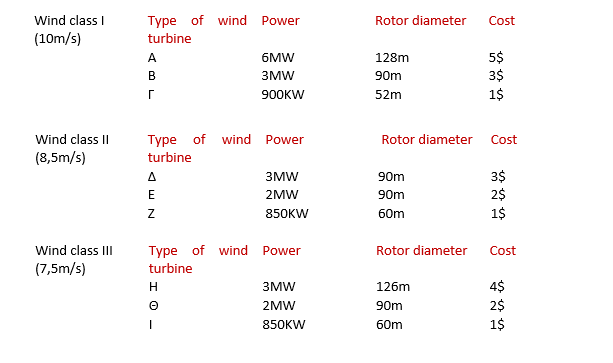 Wind class I Type of wind Power Rotor diameter Cost
(10m/s) turbine
A 6MW 128m 5$
B 3MW 90m 3$
Γ 900KW 52m 1$
Wind class II Type of wind Power Rotor diameter Cost
(8,5m/s) turbine
Δ 3MW 90m 3$
E 2MW 90m 2$
Z 850KW 60m 1$
Wind class III Type of wind Power Rotor diameter Cost
(7,5m/s) turbine
H 3MW 126m 4$
Θ 2MW 90m 2$
I 850KW 60m 1$